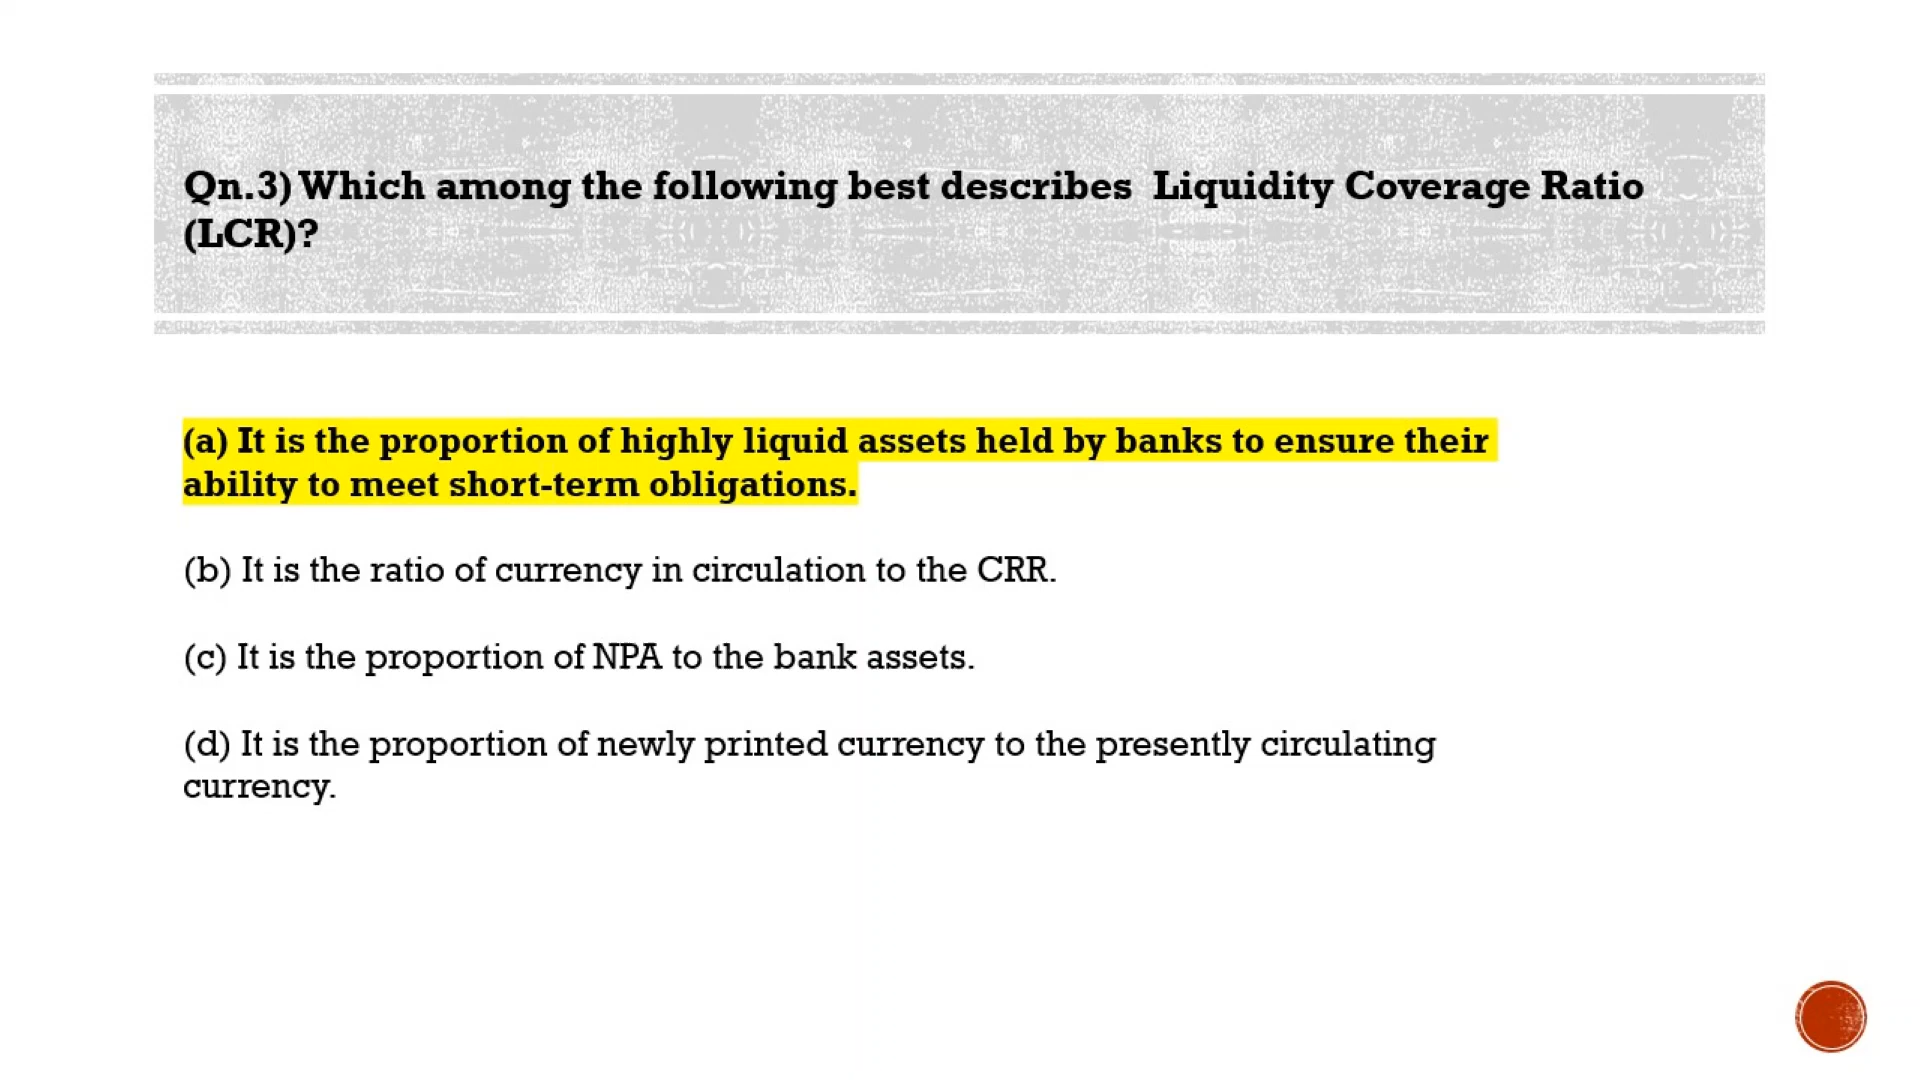 Qn.3) Which among the following best describes  Liquidity Coverage Ratio
(LCR)?
(a) It is the proportion of highly liquid assets held by banks to ensure their
ability to meet short-term obligations.
(b) It is the ratio of currency in circulation to the CRR.
(c) It is the proportion of NPA to the bank assets.
(d) It is the proportion of newly printed currency to the presently circulating
currency.